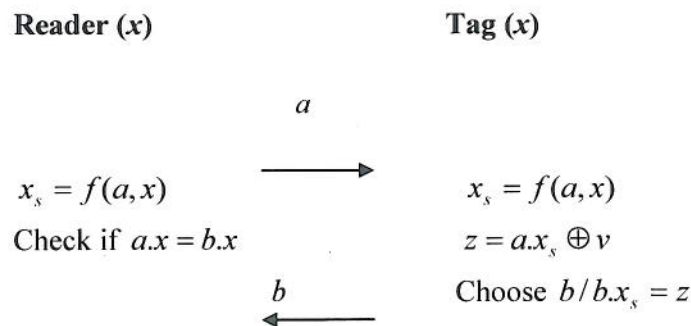 Reader (x)
Tag (x)
a
x_s = f(a, x)
x_s = f(a, x)
Check if a.x = b.x
z = a.x_s ⊕ v
b
Choose b / b.x_s = z